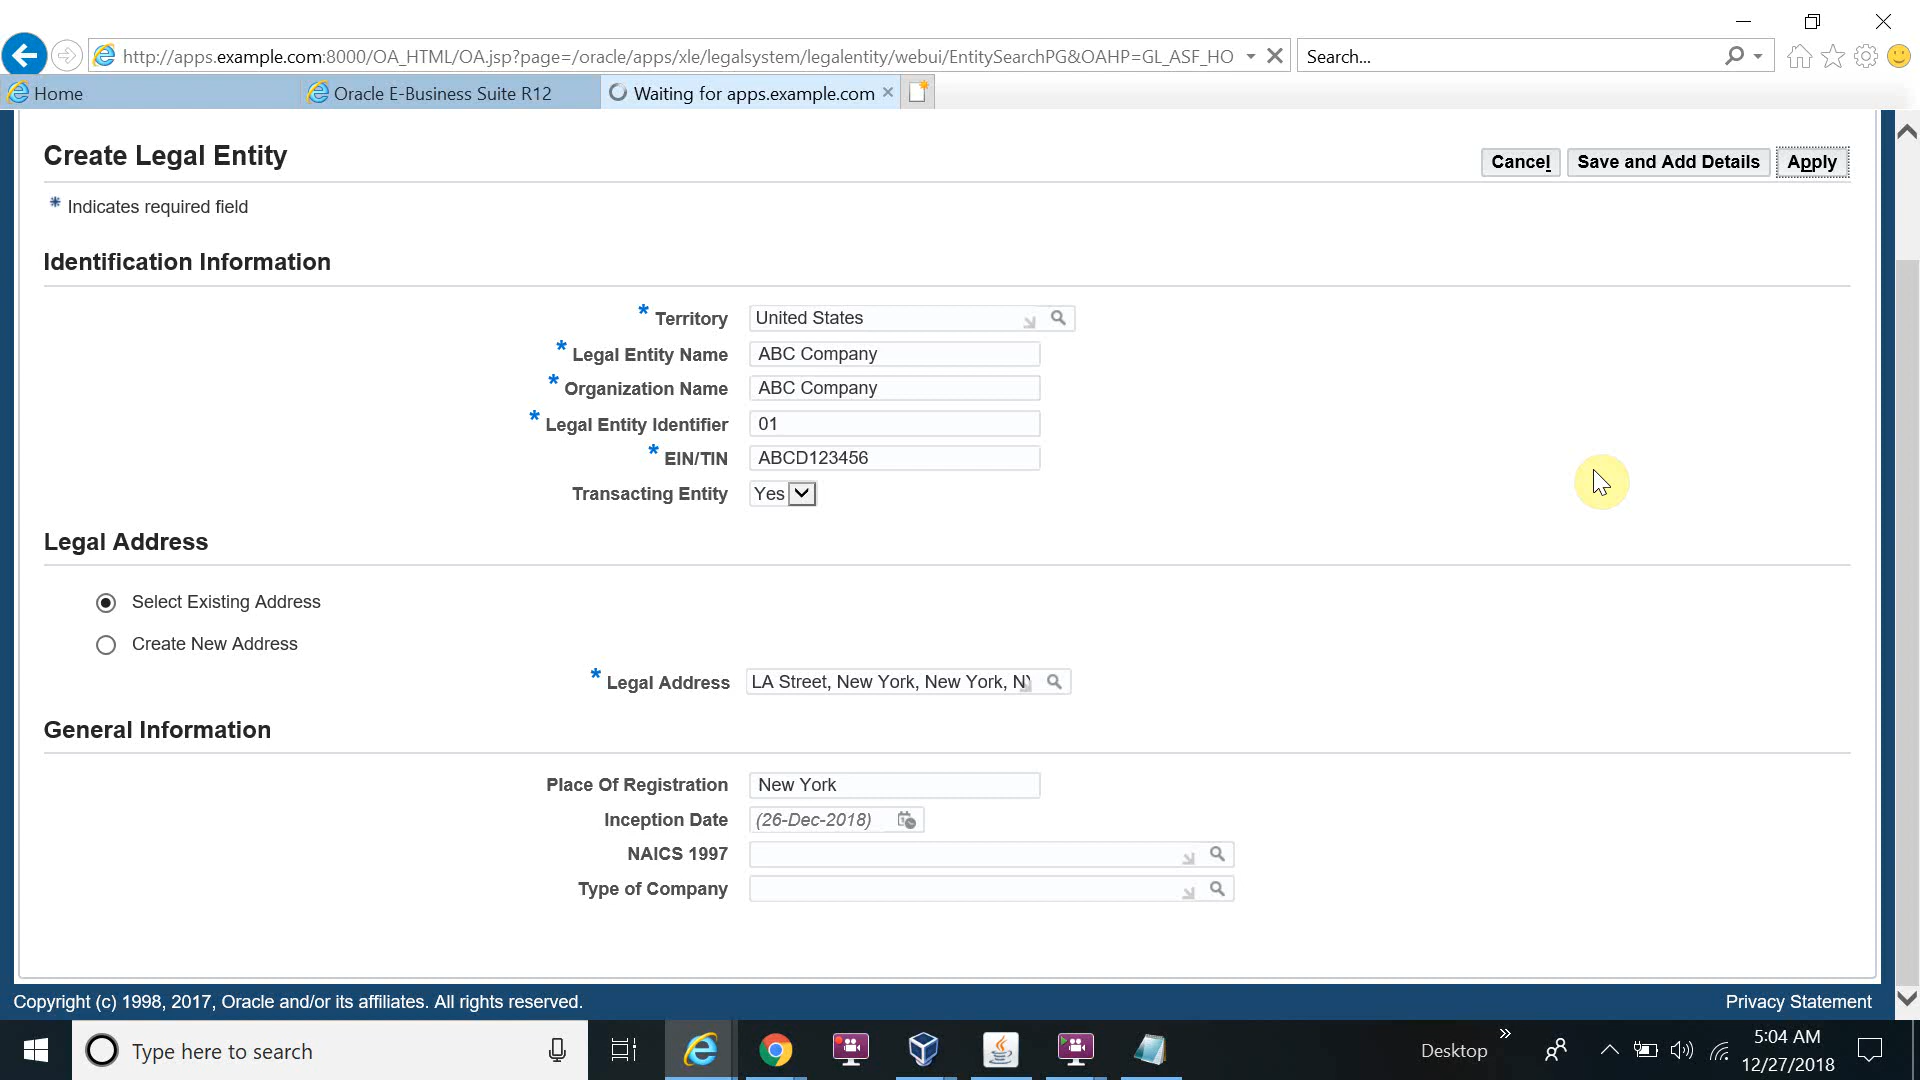 http://apps.example.com:8000/OA_HTML/OA.jsp?page=/oracle/apps/xle/legalsystem/legalentity/webui/EntitySearchPG&OAHP=GL_ASF_HO
Search...
Home
Oracle E-Business Suite R12
Waiting for apps.example.com
Create Legal Entity
Cancel
Save and Add Details
Apply
* Indicates required field
Identification Information
* Territory United States
* Legal Entity Name ABC Company
* Organization Name ABC Company
* Legal Entity Identifier 01
* EIN/TIN ABCD123456
Transacting Entity Yes
Legal Address
Select Existing Address
Create New Address
* Legal Address LA Street, New York, New York, NY
General Information
Place Of Registration New York
Inception Date (26-Dec-2018)
NAICS 1997
Type of Company
Copyright (c) 1998, 2017, Oracle and/or its affiliates. All rights reserved.
Privacy Statement
Type here to search
Desktop
5:04 AM
12/27/2018